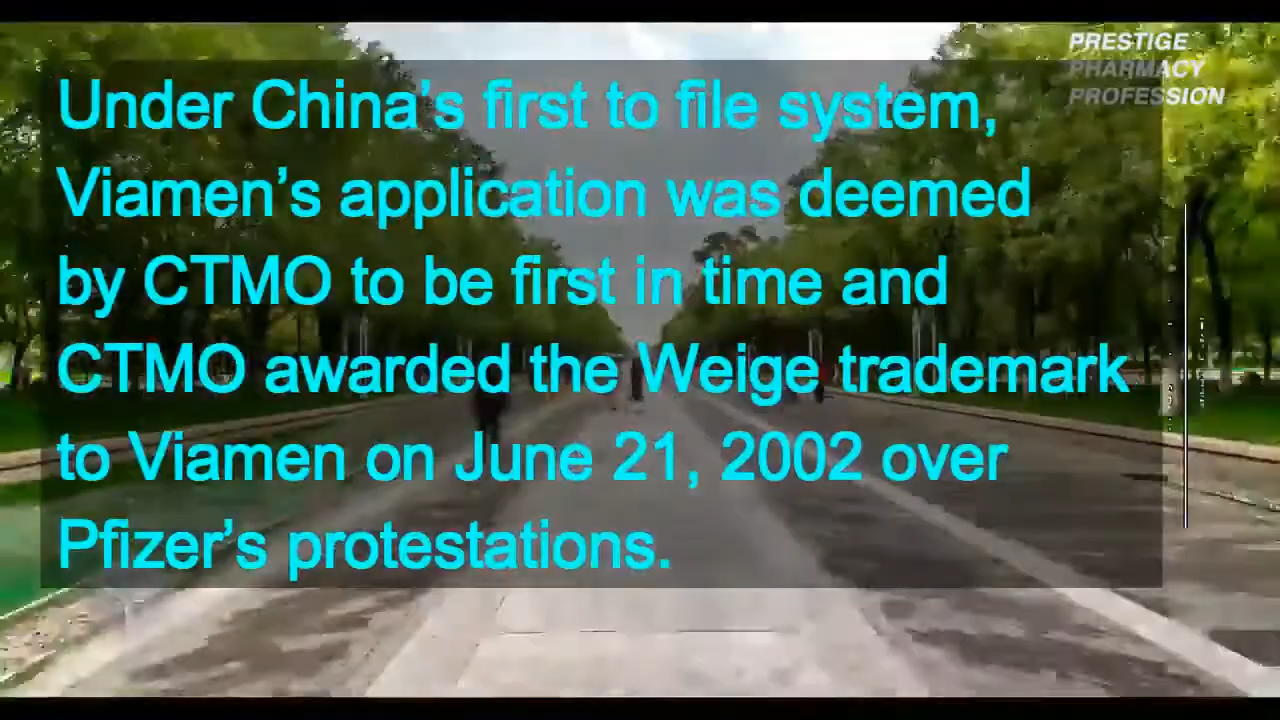 PRESTIGE
PHARMACY
PROFESSION
Under China's first to file system,
Viamen's application was deemed
by CTMO to be first in time and
CTMO awarded the Weige trademark
to Viamen on June 21, 2002 over
Pfizer's protestations.